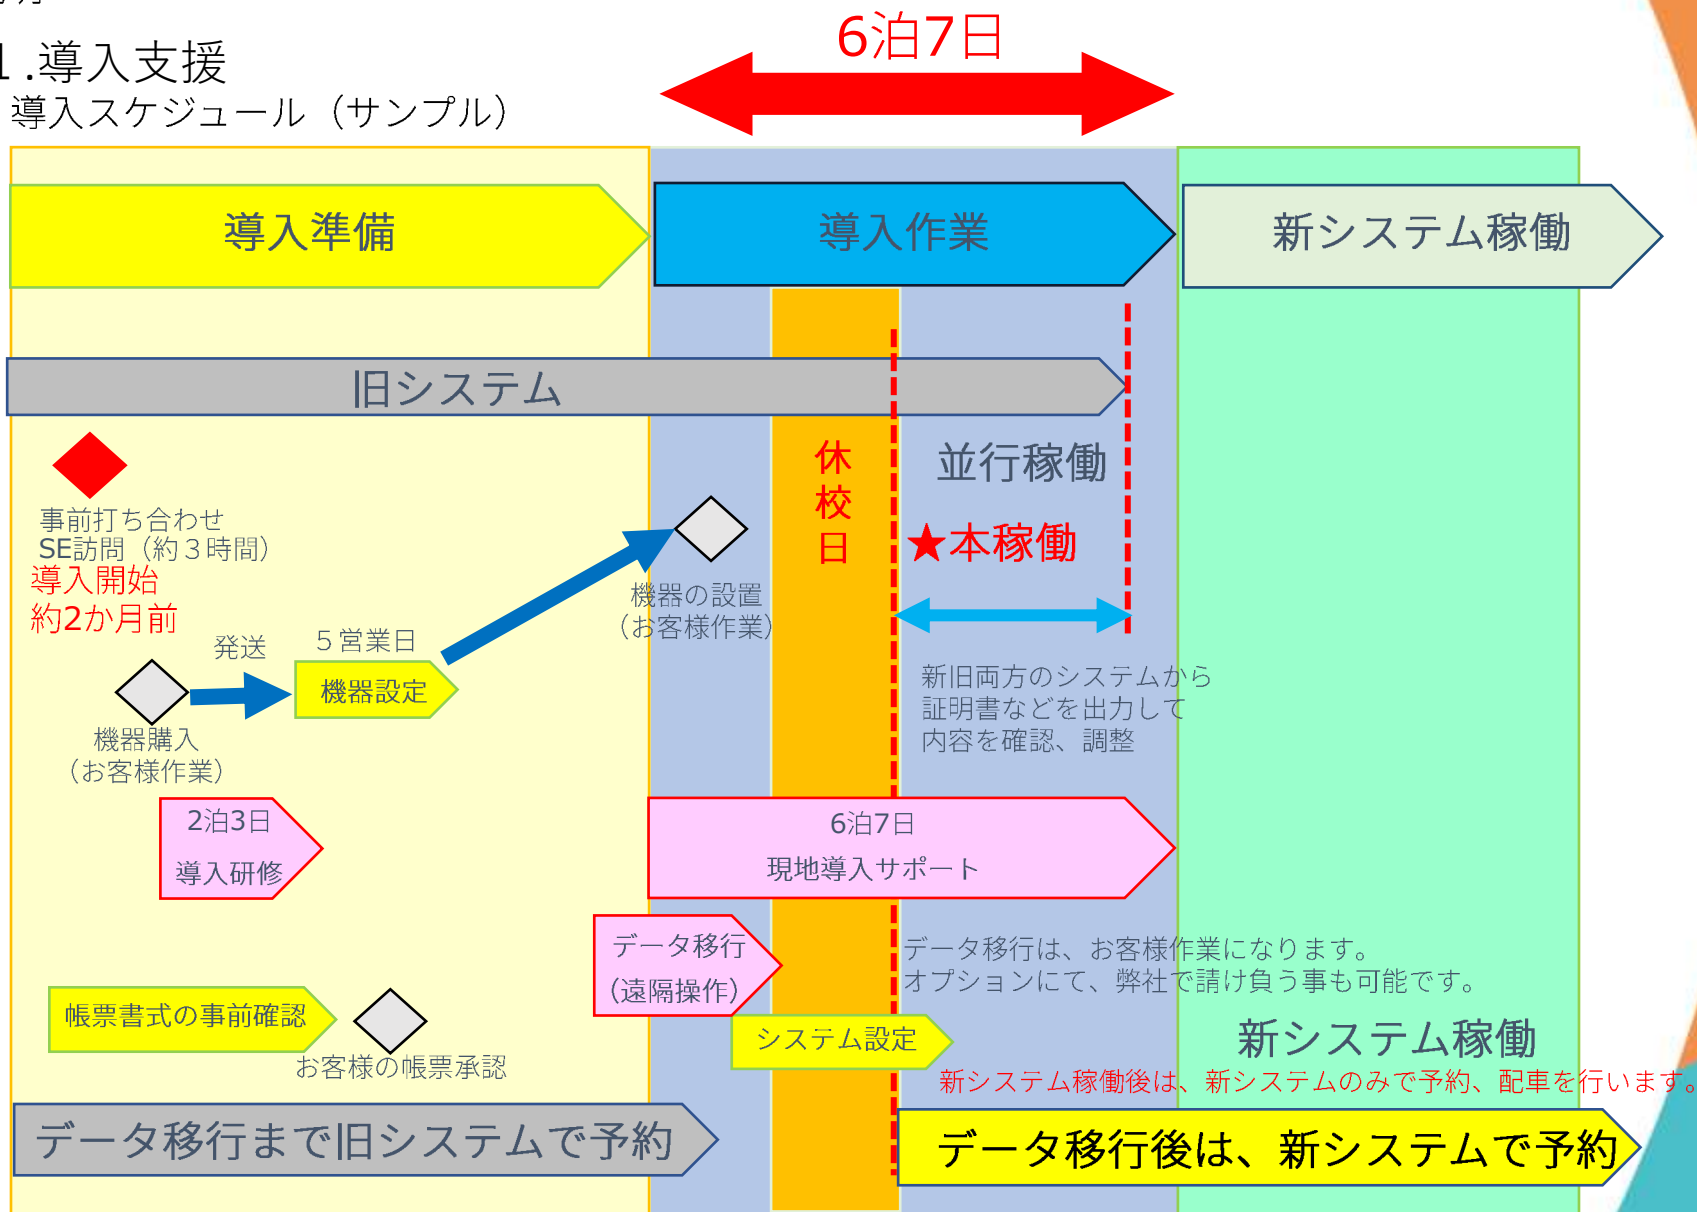 6泊7日
1.導入支援
導入スケジュール（サンプル）
導入準備
導入作業
新システム稼働
旧システム
休
校
日
並行稼働
★本稼働
事前打ち合わせ
SE訪問（約３時間）
導入開始
約2か月前
機器の設置
（お客様作業）
発送
５営業日
機器設定
機器購入
（お客様作業）
新旧両方のシステムから
証明書などを出力して
内容を確認、調整
2泊3日
導入研修
6泊7日
現地導入サポート
データ移行
（遠隔操作）
データ移行は、お客様作業になります。
オプションにて、弊社で請け負う事も可能です。
帳票書式の事前確認
お客様の帳票承認
システム設定
新システム稼働
新システム稼働後は、新システムのみで予約、配車を行います。
データ移行まで旧システムで予約
データ移行後は、新システムで予約